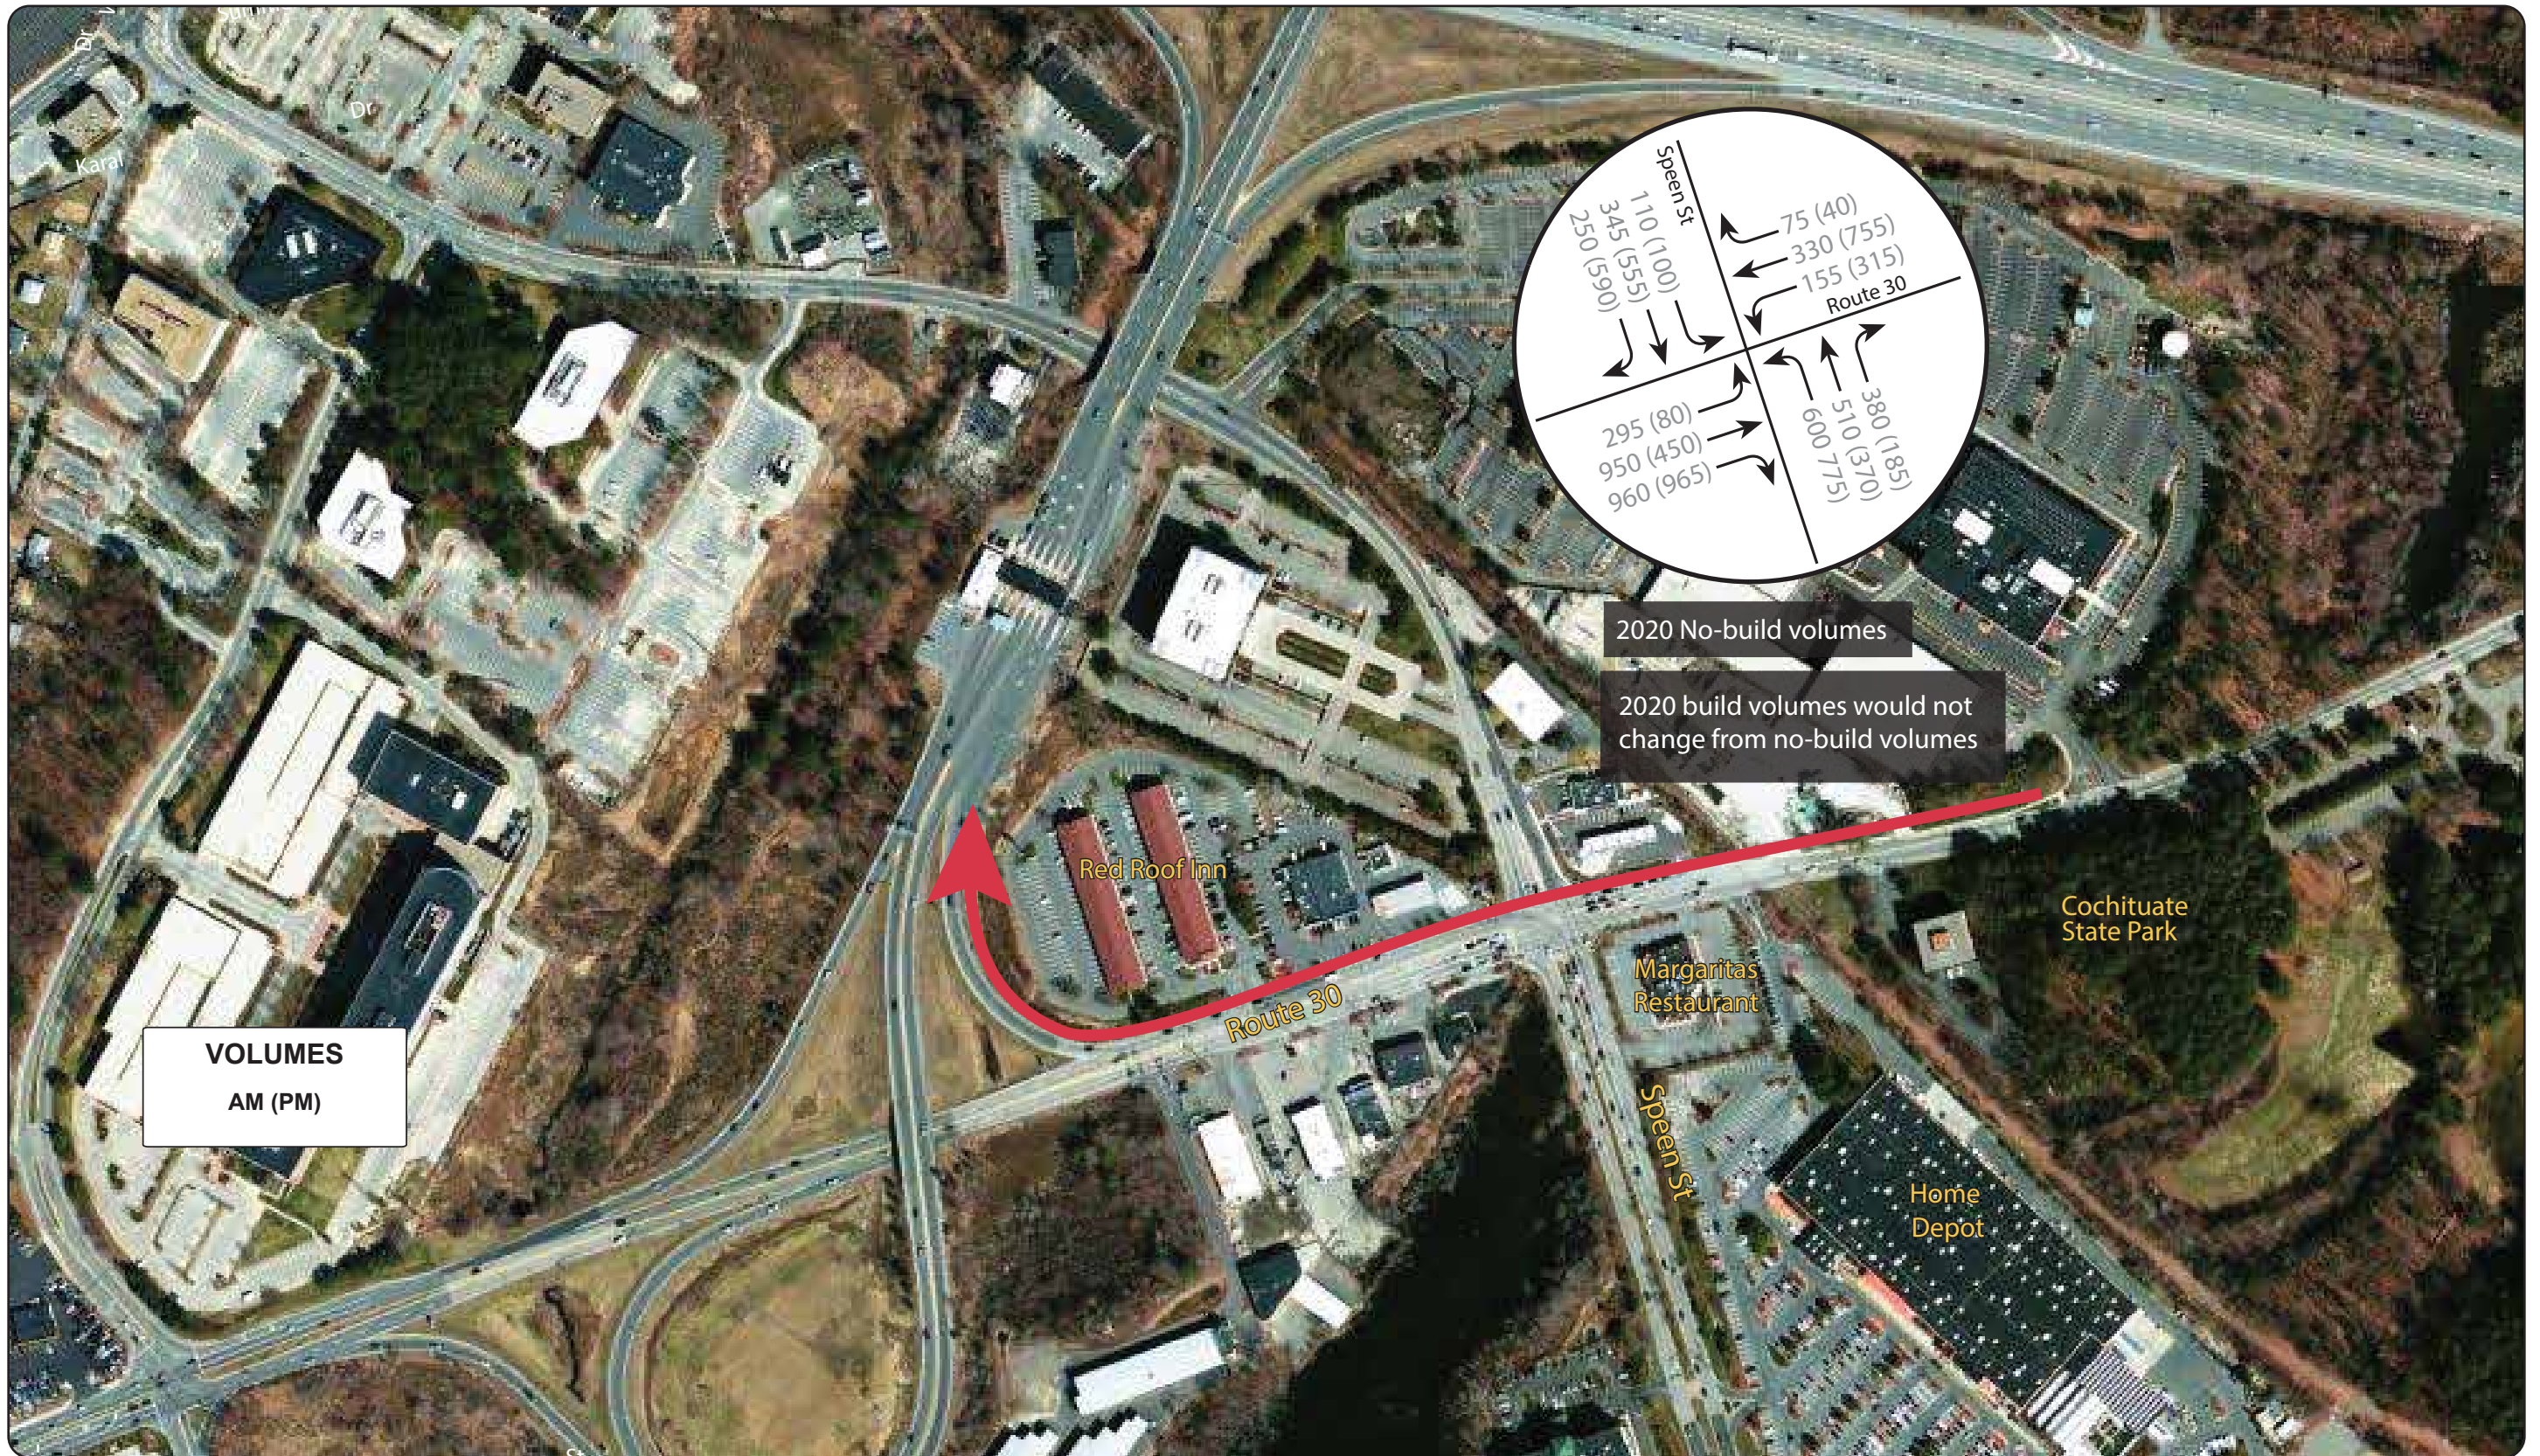 Dr
Dr
Karal
Speen St
110 (100)
345 (555)
250 (590)
75 (40)
330 (755)
155 (315)
Route 30
295 (80)
950 (450)
960 (965)
380 (185)
510 (370)
600 775)
2020 No-build volumes
2020 build volumes would not
change from no-build volumes
Red Roof Inn
Cochituate
State Park
Margaritas
Restaurant
Route 30
VOLUMES
AM (PM)
Speen St
Home
Depot
St